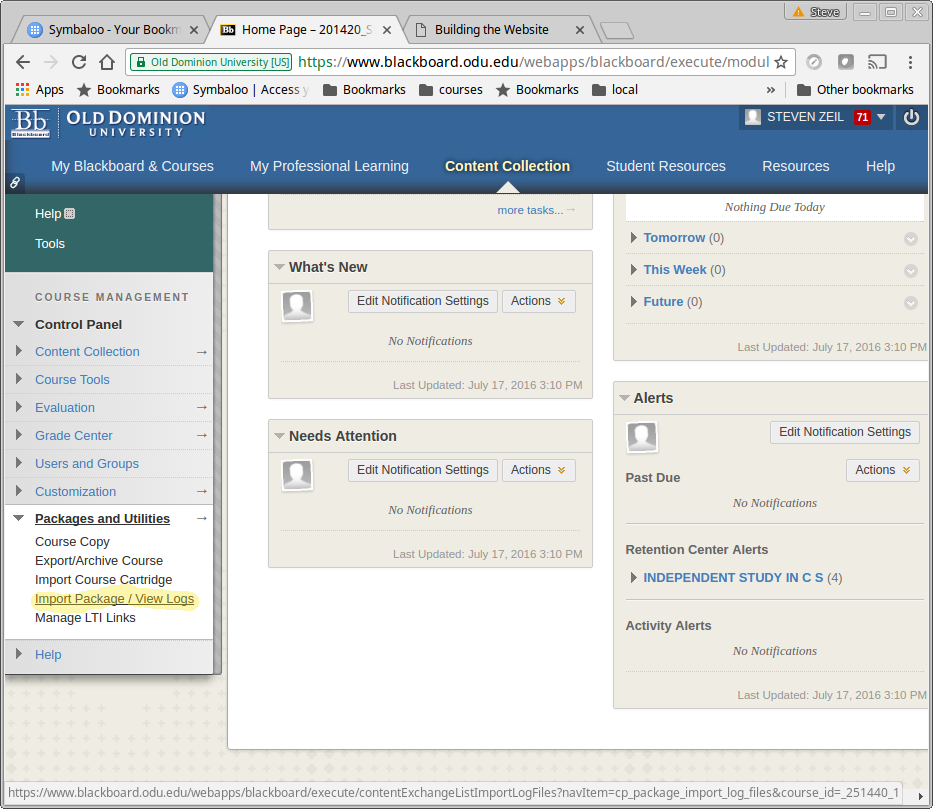 Steve
Symbaloo - Your Bookm
Bb Home Page – 201420_S
Building the Website
Old Dominion University [US] https://www.blackboard.odu.edu/webapps/blackboard/execute/modul
Apps Bookmarks Symbaloo | Access y Bookmarks courses Bookmarks local » Other bookmarks
Bb
Blackboard
OLD DOMINION
UNIVERSITY
STEVEN ZEIL 71
My Blackboard & Courses My Professional Learning Content Collection Student Resources Resources Help
Help
Tools
COURSE MANAGEMENT
Control Panel
Content Collection →
Course Tools
Evaluation →
Grade Center →
Users and Groups
Customization →
Packages and Utilities →
Course Copy
Export/Archive Course
Import Course Cartridge
Import Package / View Logs
Manage LTI Links
Help
more tasks...→
What's New
Edit Notification Settings Actions
No Notifications
Last Updated: July 17, 2016 3:10 PM
Needs Attention
Edit Notification Settings Actions
No Notifications
Last Updated: July 17, 2016 3:10 PM
Nothing Due Today
Tomorrow (0)
This Week (0)
Future (0)
Last Updated: July 17, 2016 3:10 PM
Alerts
Edit Notification Settings
Actions
Past Due
No Notifications
Retention Center Alerts
INDEPENDENT STUDY IN C S (4)
Activity Alerts
No Notifications
Last Updated: July 17, 2016 3:10 PM
https://www.blackboard.odu.edu/webapps/blackboard/execute/contentExchangeListImportLogFiles?navItem=cp_package_import_log_files&course_id=_251440_1